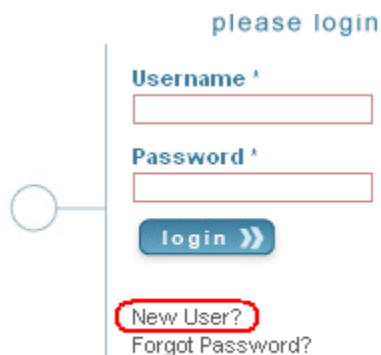 please login
Username *
Password *
login
New User?
Forgot Password?